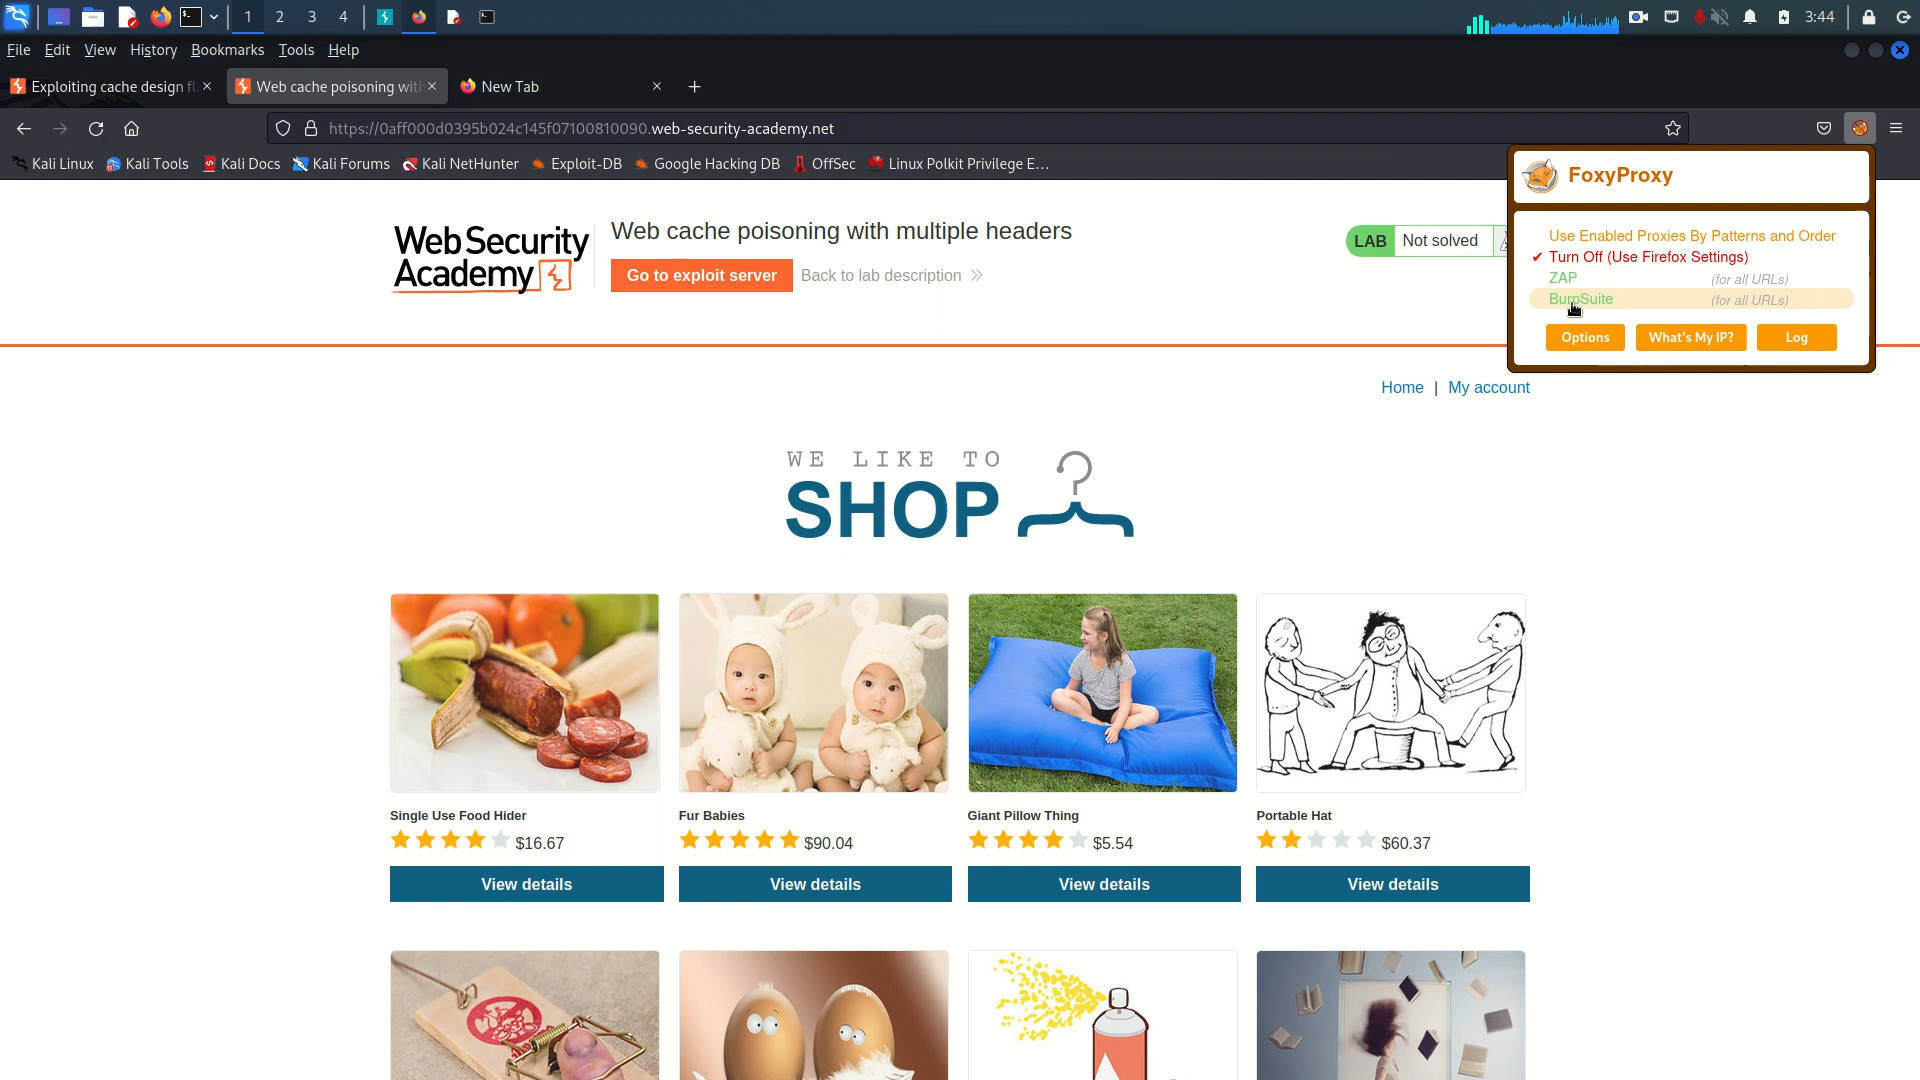 1 2 3 4 3:44
File Edit View History Bookmarks Tools Help
Exploiting cache design fl Web cache poisoning wit New Tab
https://0aff000d0395b024c145f07100810090.web-security-academy.net
Kali Linux Kali Tools Kali Docs Kali Forums Kali NetHunter Exploit-DB Google Hacking DB OffSec Linux Polkit Privilege E…
FoxyProxy
Use Enabled Proxies By Patterns and Order
✔ Turn Off (Use Firefox Settings)
ZAP (for all URLs)
BurpSuite (for all URLs)
Options What's My IP? Log
Web Security
Academy
Web cache poisoning with multiple headers
Go to exploit server Back to lab description
LAB Not solved
Home | My account
WE LIKE TO
SHOP
Single Use Food Hider Fur Babies Giant Pillow Thing Portable Hat
$16.67 $90.04 $5.54 $60.37
View details View details View details View details